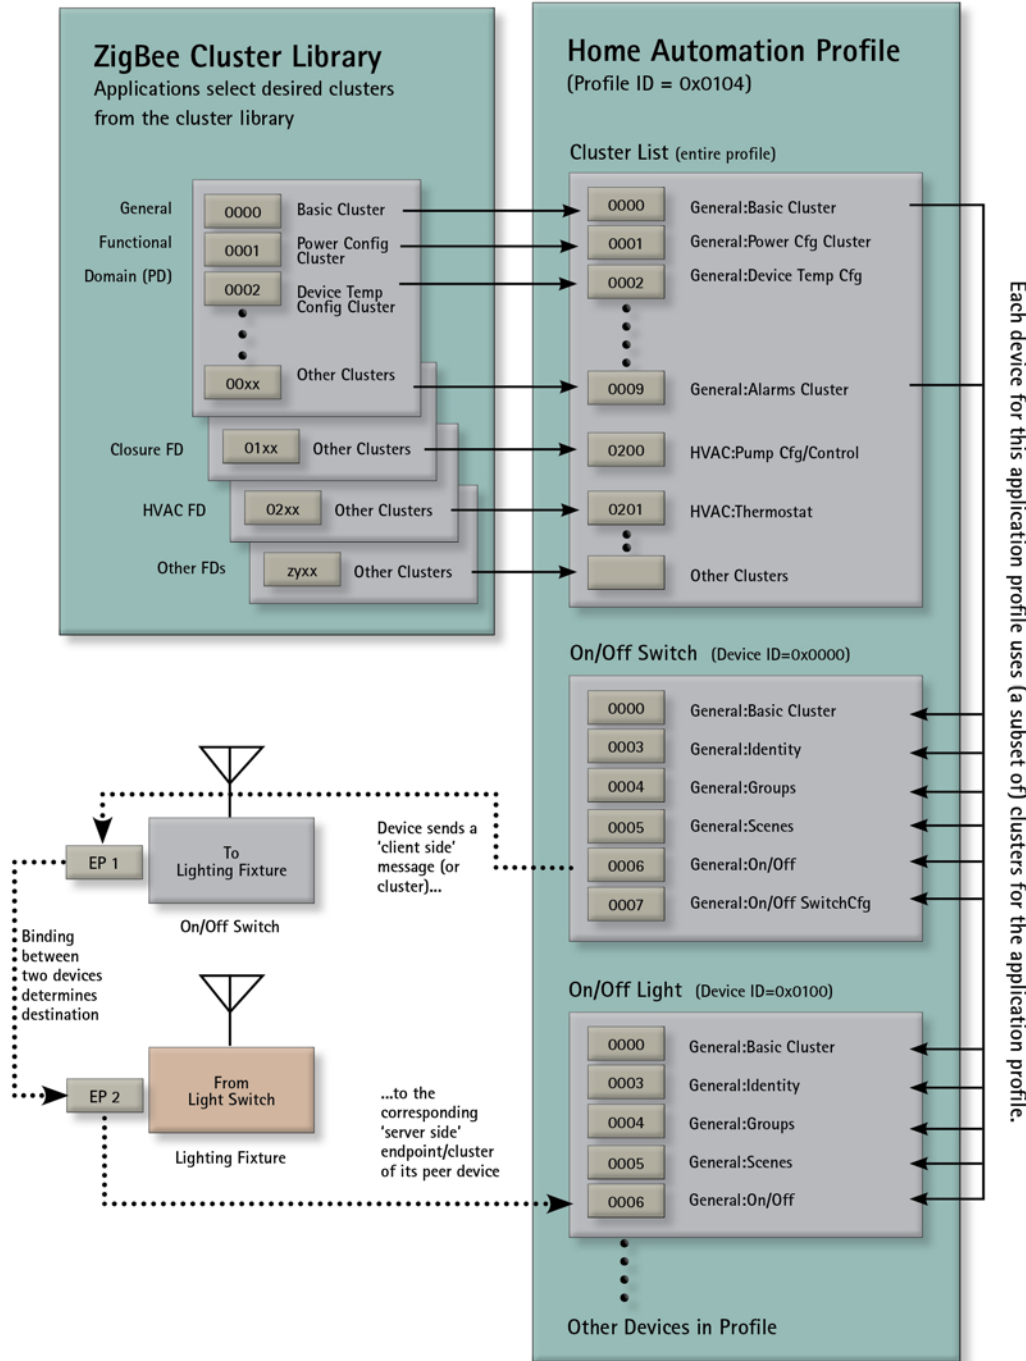 ZigBee Cluster Library
Applications select desired clusters
from the cluster library
General
Functional
Domain (PD)
0000
Basic Cluster
0001
Power Config
Cluster
0002
Device Temp
Config Cluster
00xx
Other Clusters
Closure FD
01xx
Other Clusters
HVAC FD
02xx
Other Clusters
Other FDs
zyxx
Other Clusters
Home Automation Profile
(Profile ID = 0x0104)
Cluster List (entire profile)
0000
General:Basic Cluster
0001
General:Power Cfg Cluster
0002
General:Device Temp Cfg
0009
General:Alarms Cluster
0200
HVAC:Pump Cfg/Control
0201
HVAC:Thermostat
Other Clusters
On/Off Switch (Device ID=0x0000)
0000
General:Basic Cluster
0003
General:Identity
0004
General:Groups
0005
General:Scenes
0006
General:On/Off
0007
General:On/Off SwitchCfg
On/Off Light (Device ID=0x0100)
0000
General:Basic Cluster
0003
General:Identity
0004
General:Groups
0005
General:Scenes
0006
General:On/Off
Other Devices in Profile
Each device for this application profile uses (a subset of) clusters for the application profile.
EP 1
To
Lighting Fixture
On/Off Switch
Device sends a
'client side'
message (or
cluster)...
Binding
between
two devices
determines
destination
EP 2
From
Light Switch
Lighting Fixture
...to the
corresponding
'server side'
endpoint/cluster
of its peer device